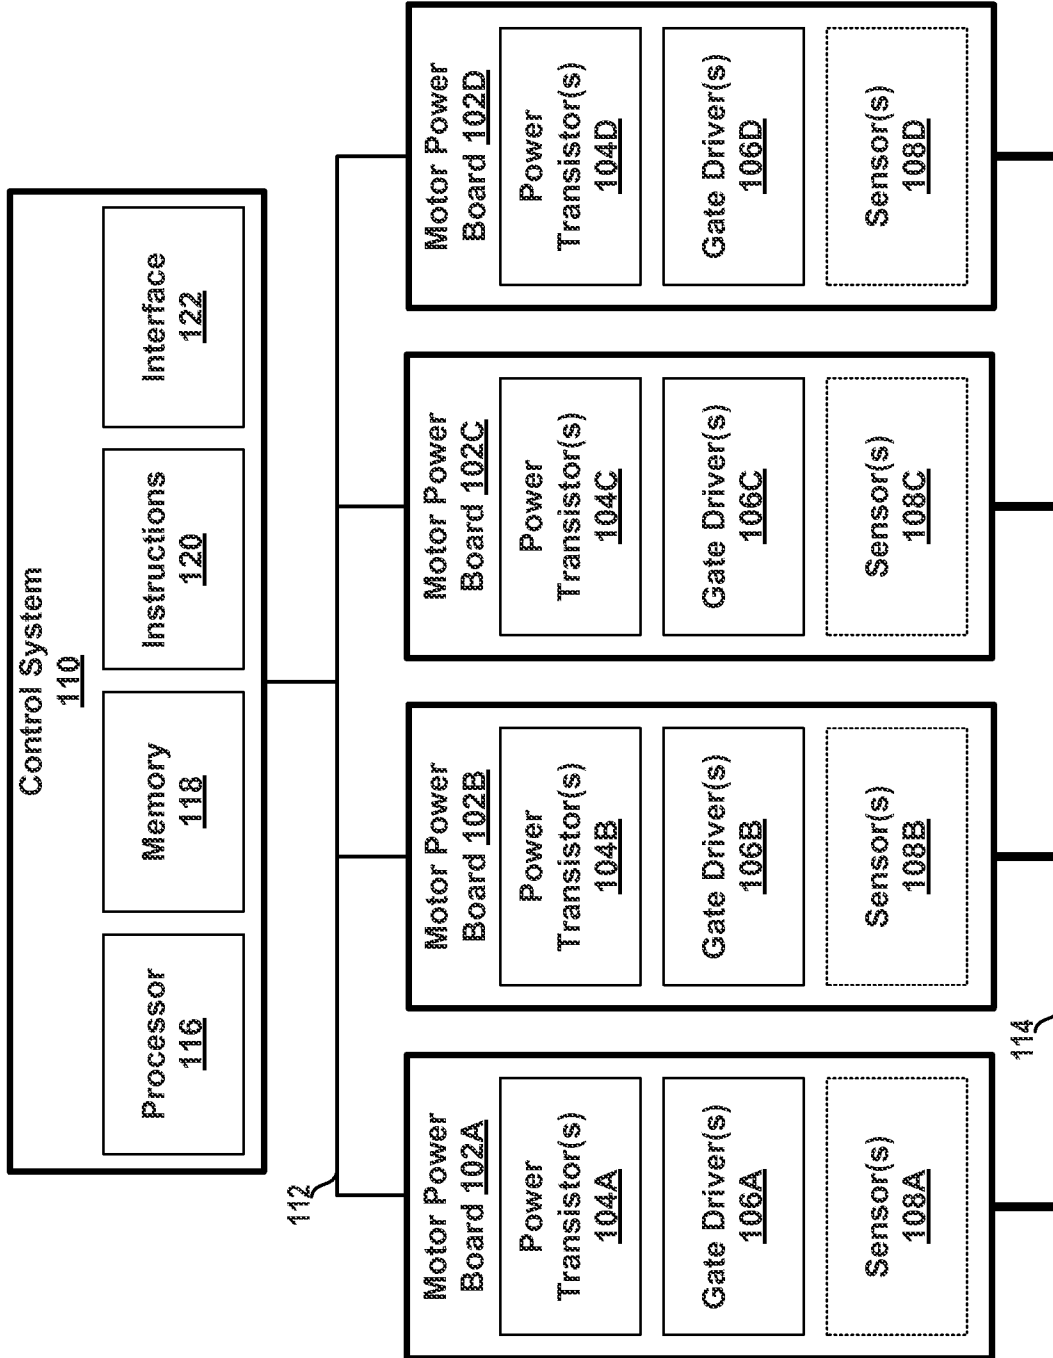 Control System
110
Processor
116
Memory
118
Instructions
120
Interface
122
112
Motor Power
Board 102A
Power
Transistor(s)
104A
Gate Driver(s)
106A
Sensor(s)
108A
Motor Power
Board 102B
Power
Transistor(s)
104B
Gate Driver(s)
106B
Sensor(s)
108B
Motor Power
Board 102C
Power
Transistor(s)
104C
Gate Driver(s)
106C
Sensor(s)
108C
Motor Power
Board 102D
Power
Transistor(s)
104D
Gate Driver(s)
106D
Sensor(s)
108D
114